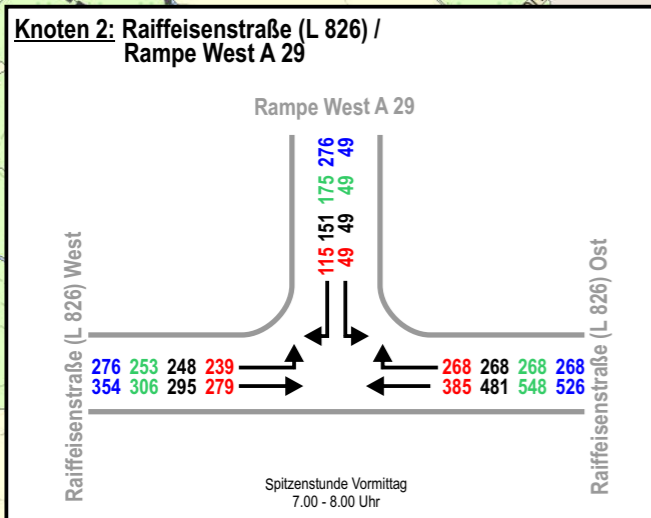 Knoten 2: Raiffeisenstraße (L 826) /
Rampe West A 29
Rampe West A 29
276 49
175 49
151 49
115 49
Raiffeisenstraße (L 826) West
276 253 248 239
354 306 295 279
268 268 268 268
385 481 548 526
Raiffeisenstraße (L 826) Ost
Spitzenstunde Vormittag
7.00 - 8.00 Uhr